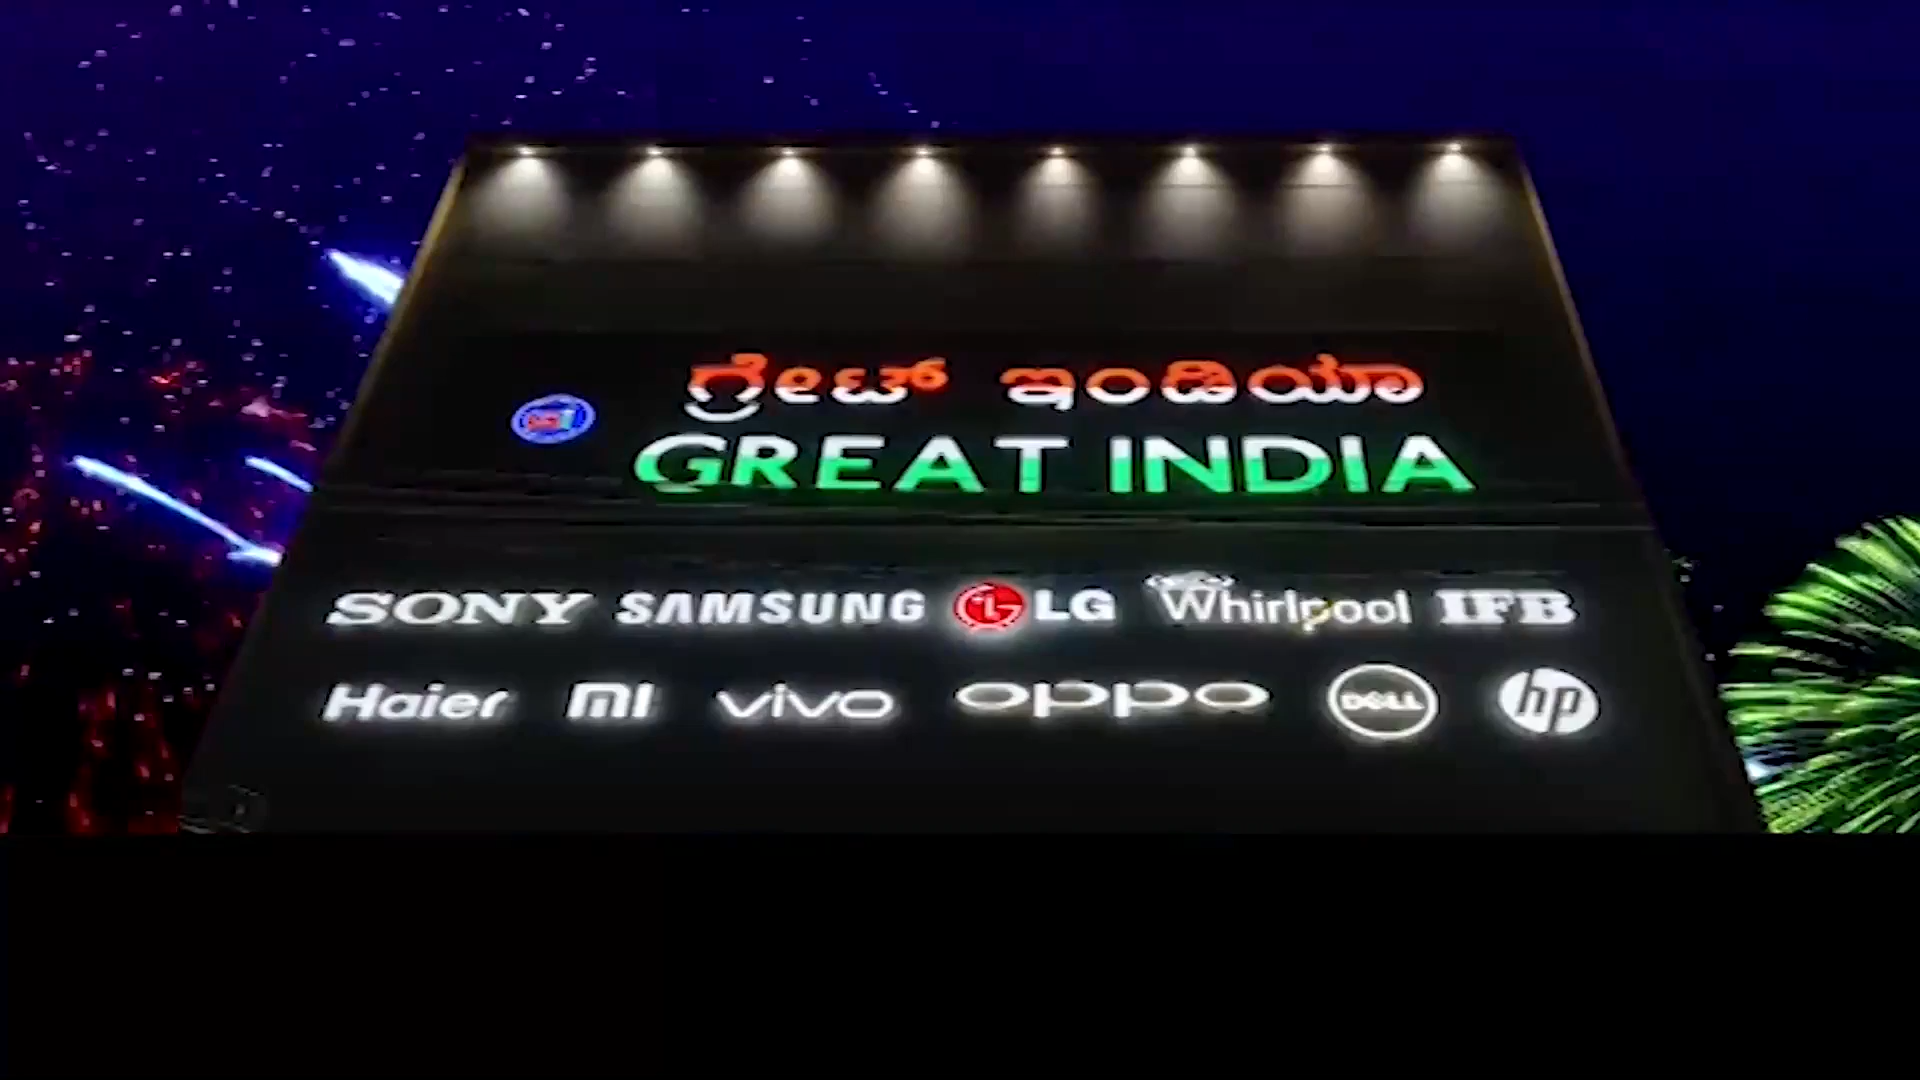 ಗ್ರೇಟ್ ಇಂಡಿಯಾ
GREAT INDIA
SONY SAMSUNG LG Whirlpool IFB
Haier mi vivo oppo DELL hp